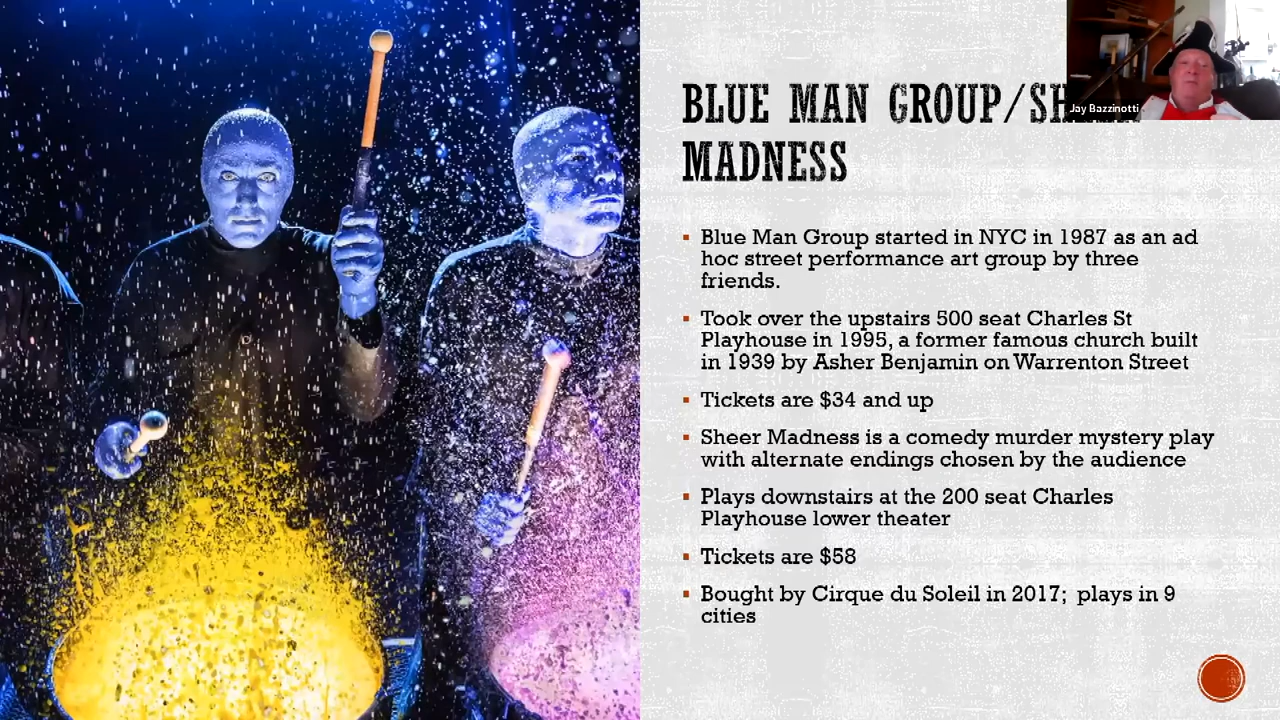 BLUE MAN GROUP/SH
MADNESS
Jay Bazzinotti
▪ Blue Man Group started in NYC in 1987 as an ad
hoc street performance art group by three
friends.
▪ Took over the upstairs 500 seat Charles St
Playhouse in 1995, a former famous church built
in 1939 by Asher Benjamin on Warrenton Street
▪ Tickets are $34 and up
▪ Sheer Madness is a comedy murder mystery play
with alternate endings chosen by the audience
▪ Plays downstairs at the 200 seat Charles
Playhouse lower theater
▪ Tickets are $58
▪ Bought by Cirque du Soleil in 2017;  plays in 9
cities